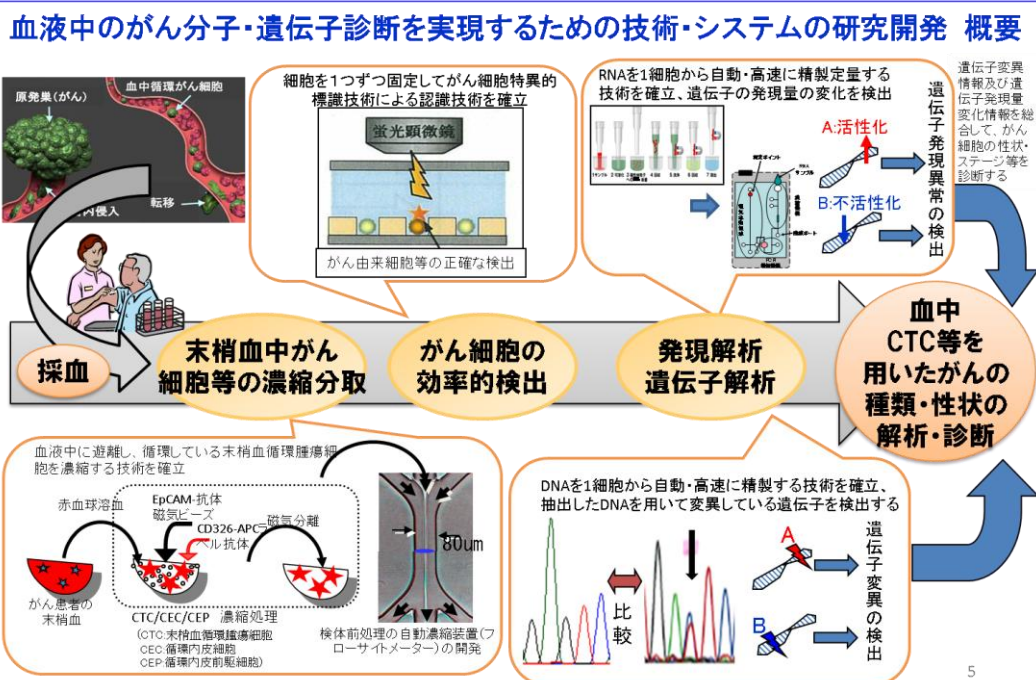 血液中のがん分子・遺伝子診断を実現するための技術・システムの研究開発 概要
原発巣(がん)
血中循環がん細胞
転移
内侵入
細胞を1つずつ固定してがん細胞特異的
標識技術による認識技術を確立
蛍光顕微鏡
がん由来細胞等の正確な検出
RNAを1細胞から自動・高速に精製定量する
技術を確立、遺伝子の発現量の変化を検出
A:活性化
B:不活性化
遺伝子発現異常の検出
遺伝子変異
情報及び遺
伝子発現量
変化情報を総
合して、がん
細胞の性状・
ステージ等を
診断する
採血
末梢血中がん
細胞等の濃縮分取
がん細胞の
効率的検出
発現解析
遺伝子解析
血中
CTC等を
用いたがんの
種類・性状の
解析・診断
血液中に遊離し、循環している末梢血循環腫瘍細
胞を濃縮する技術を確立
赤血球溶血
EpCAM-抗体
磁気ビーズ
CD326-APC
ベル抗体
磁気分離
80um
がん患者の
末梢血
CTC/CEC/CEP 濃縮処理
(CTC:末梢血循環腫瘍細胞
CEC:循環内皮細胞
CEP:循環内皮前駆細胞)
検体前処理の自動濃縮装置(フ
ローサイトメーター)の開発
DNAを1細胞から自動・高速に精製する技術を確立、
抽出したDNAを用いて変異している遺伝子を検出する
比較
A
B
遺伝子変異の検出
5